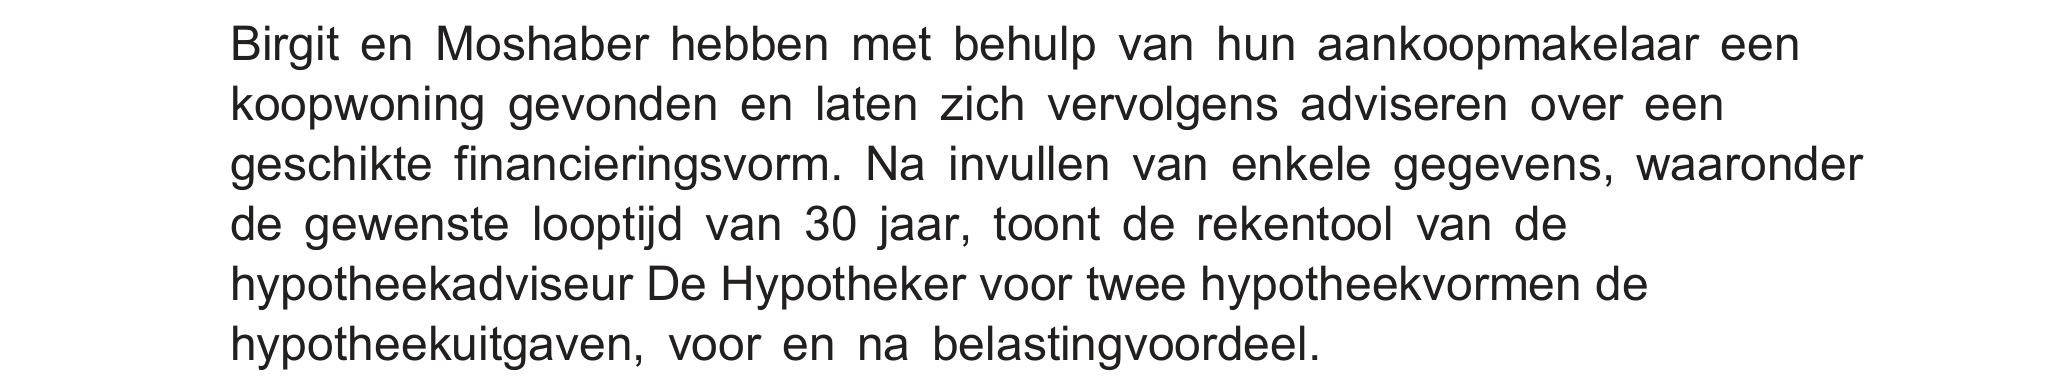 Birgit en Moshaber hebben met behulp van hun aankoopmakelaar een
koopwoning gevonden en laten zich vervolgens adviseren over een
geschikte financieringsvorm. Na invullen van enkele gegevens, waaronder
de gewenste looptijd van 30 jaar, toont de rekentool van de
hypotheekadviseur De Hypotheker voor twee hypotheekvormen de
hypotheekuitgaven, voor en na belastingvoordeel.